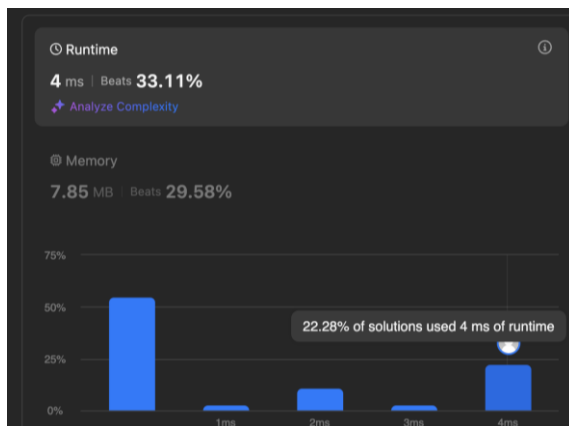 Runtime
4 ms | Beats 33.11%
Analyze Complexity
Memory
7.85 MB | Beats 29.58%
75%
50%
22.28% of solutions used 4 ms of runtime
25%
0%
1ms 2ms 3ms 4ms